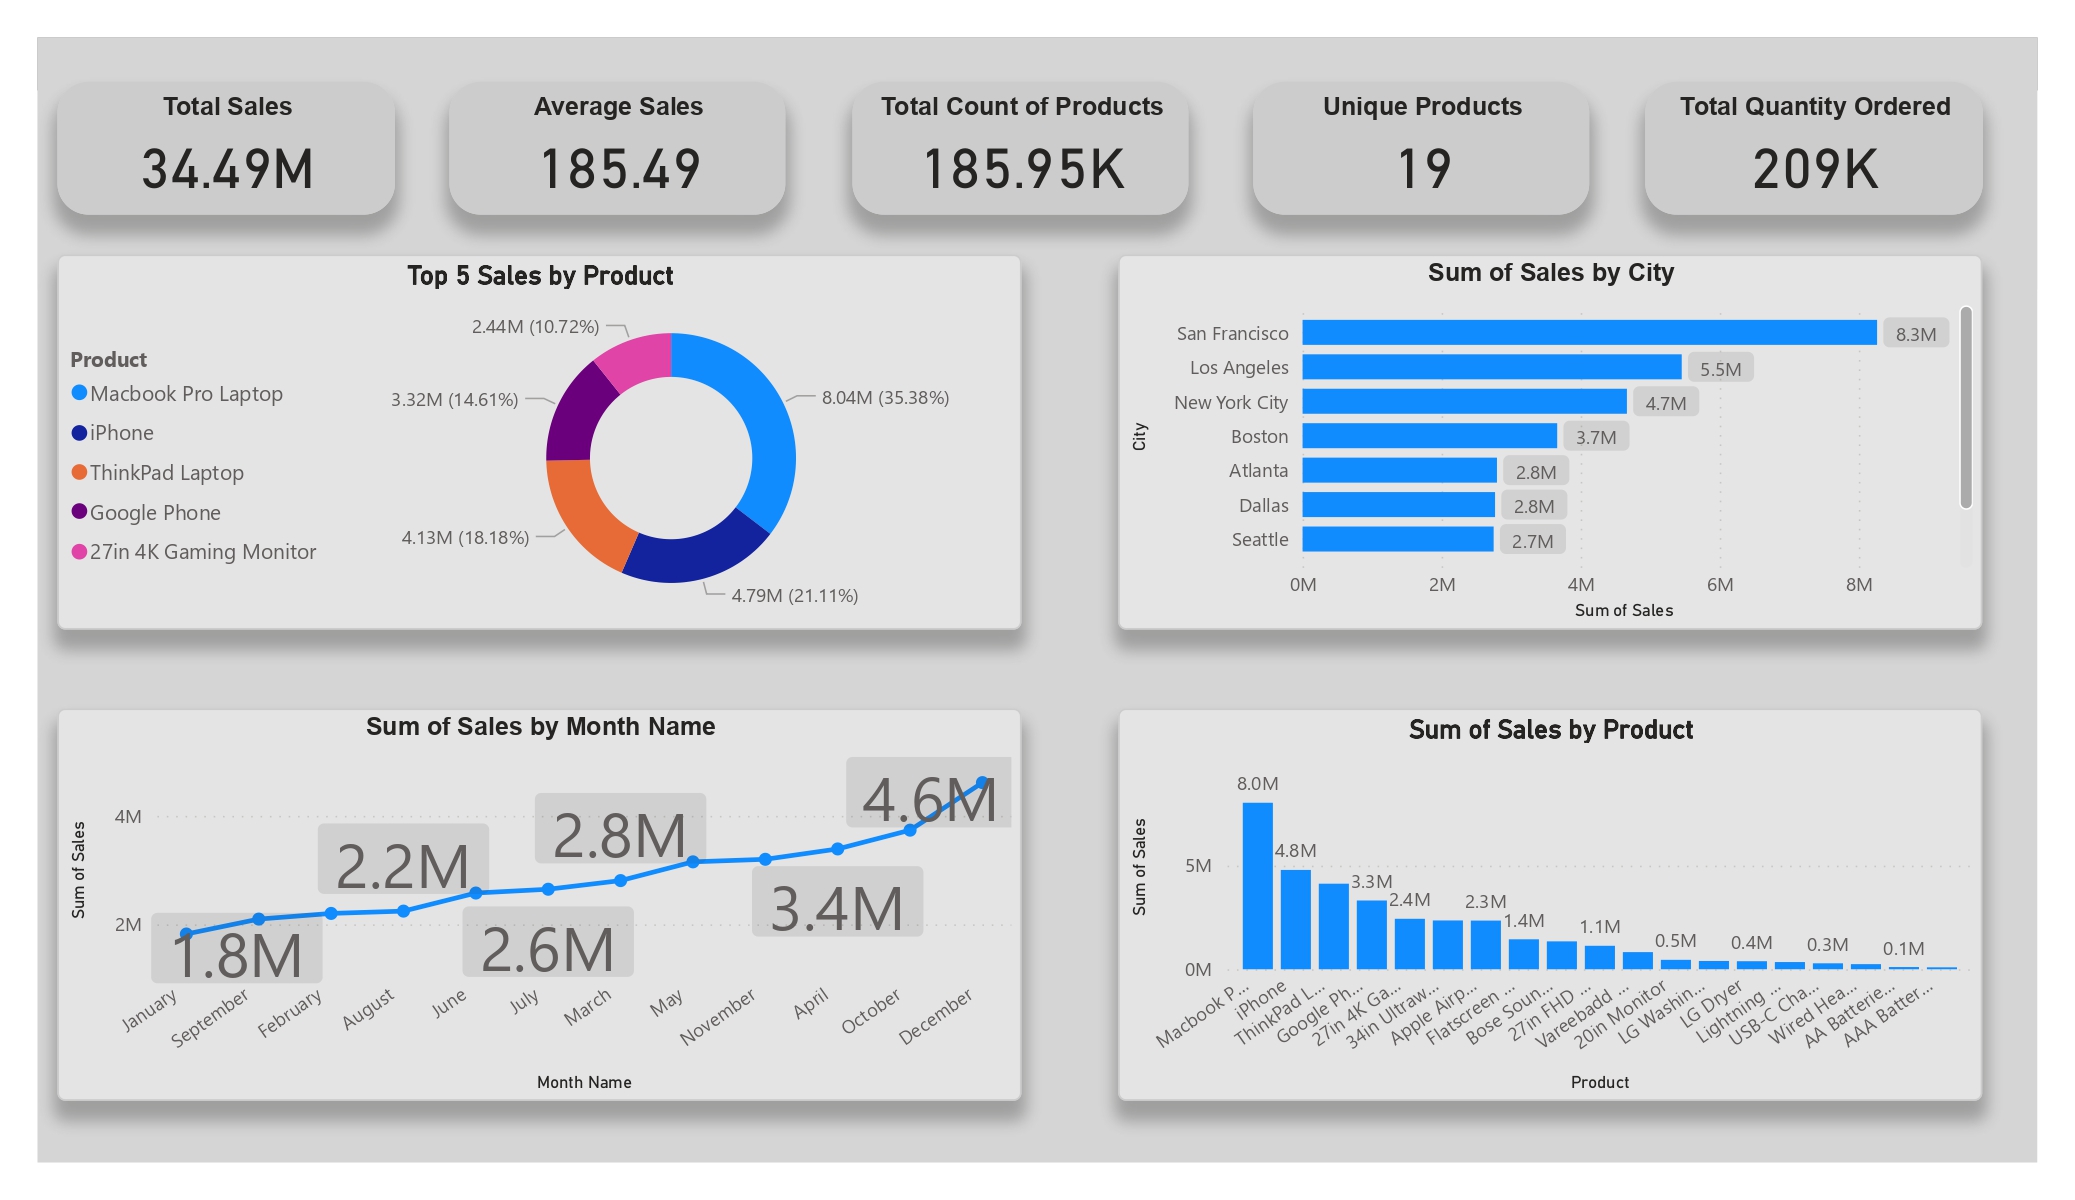 Total Sales
34.49M
Average Sales
185.49
Total Count of Products
185.95K
Unique Products
19
Total Quantity Ordered
209K
Top 5 Sales by Product
Product
Macbook Pro Laptop
iPhone
ThinkPad Laptop
Google Phone
27in 4K Gaming Monitor
2.44M (10.72%)
3.32M (14.61%)
8.04M (35.38%)
4.13M (18.18%)
4.79M (21.11%)
Sum of Sales by City
City
San Francisco
8.3M
Los Angeles
5.5M
New York City
4.7M
Boston
3.7M
Atlanta
2.8M
Dallas
2.8M
Seattle
2.7M
0M
2M
4M
6M
8M
Sum of Sales
Sum of Sales by Month Name
Sum of Sales
4M
2M
1.8M
2.2M
2.6M
2.8M
3.4M
4.6M
January
September
February
August
June
July
March
May
November
April
October
December
Month Name
Sum of Sales by Product
Sum of Sales
5M
0M
8.0M
4.8M
3.3M
2.4M
2.3M
1.4M
1.1M
0.5M
0.4M
0.3M
0.1M
Macbook P...
iPhone
ThinkPad L...
Google Ph...
27in 4K Ga...
34in Ultraw...
Apple Airp...
Flatscreen ...
Bose Soun...
27in FHD ...
Vareebadd ...
20in Monitor
LG Washin...
LG Dryer
Lightning ...
USB-C Cha...
Wired Hea...
AA Batterie...
AAA Batter...
Product